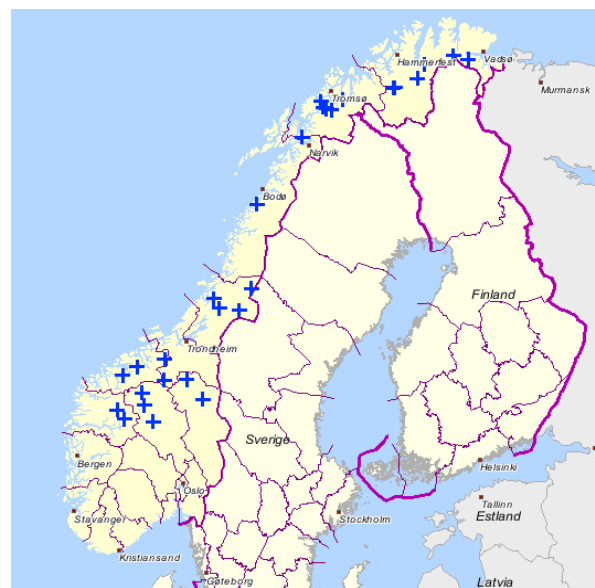 Hammerfest
Vadsø
Murmansk
Tromsø
Narvik
Bodø
Finland
Trondheim
Sverige
Bergen
Helsinki
Oslo
Tallinn
Stavanger
Stockholm
Estland
Kristiansand
Gøteborg
Latvia